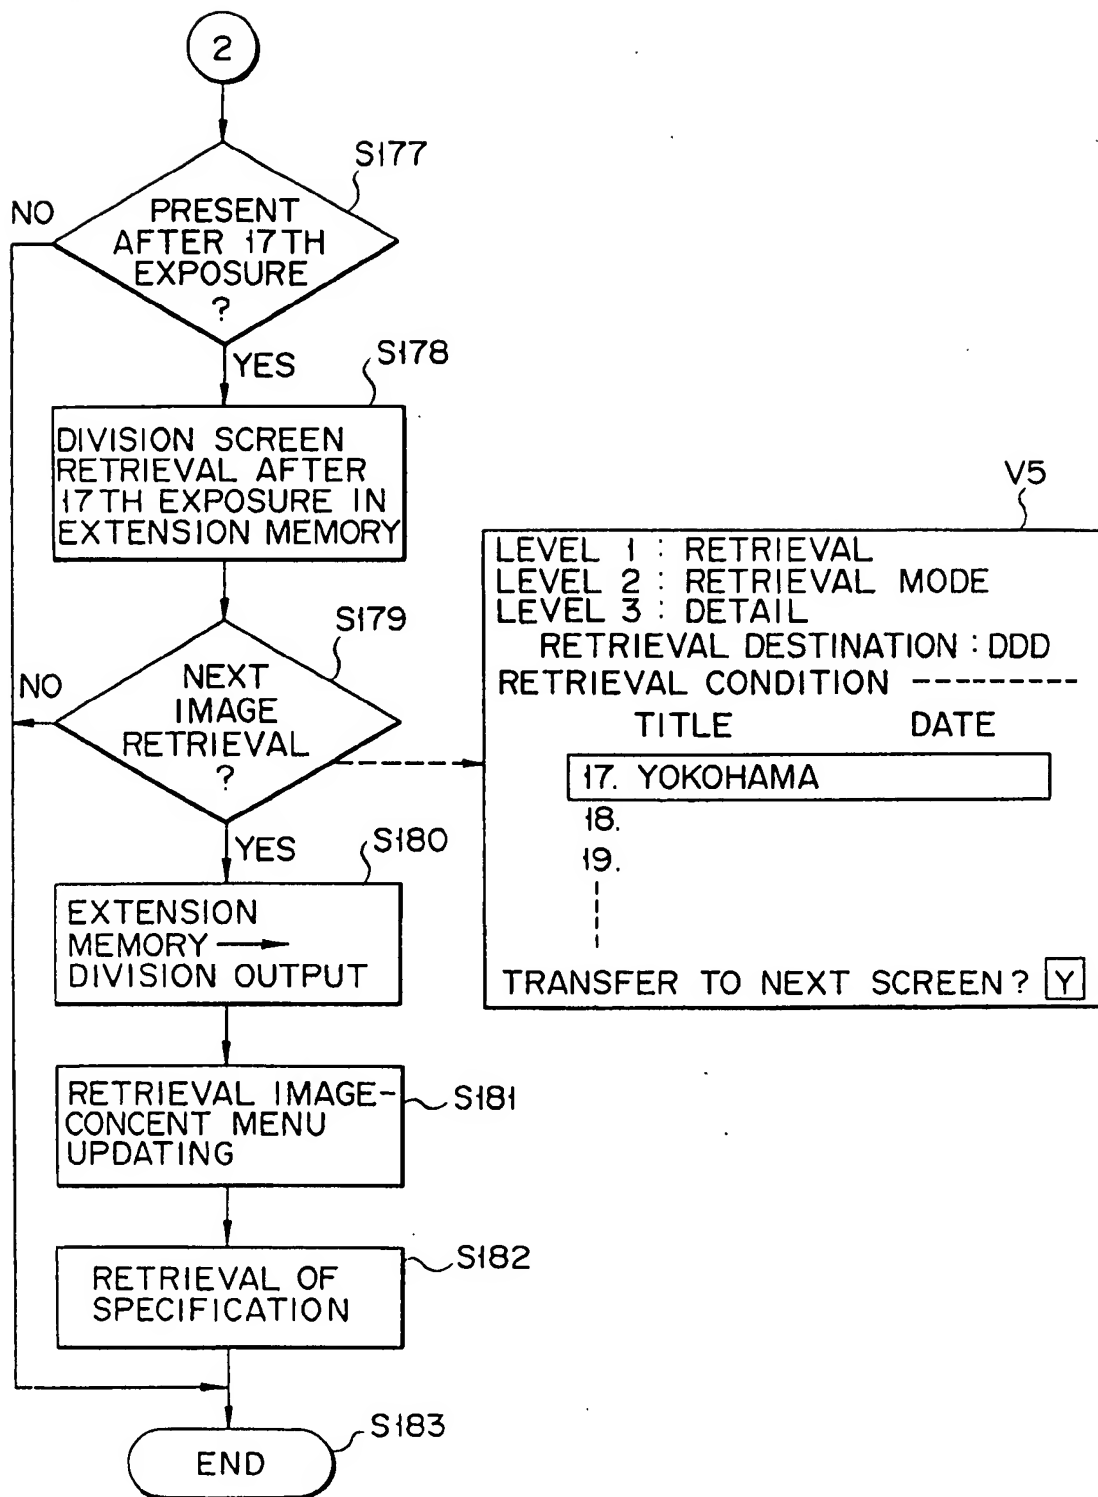 2
S177
NO
PRESENT
AFTER 17TH
EXPOSURE
?
YES
S178
DIVISION SCREEN
RETRIEVAL AFTER
17TH EXPOSURE IN
EXTENSION MEMORY
S179
NO
NEXT
IMAGE
RETRIEVAL
?
YES
V5
LEVEL 1 : RETRIEVAL
LEVEL 2 : RETRIEVAL MODE
LEVEL 3 : DETAIL
RETRIEVAL DESTINATION : DDD
RETRIEVAL CONDITION ---------
TITLE DATE
17. YOKOHAMA
18.
19.
TRANSFER TO NEXT SCREEN? Y
S180
EXTENSION
MEMORY →
DIVISION OUTPUT
RETRIEVAL IMAGE-
CONCENT MENU
UPDATING
S181
RETRIEVAL OF
SPECIFICATION
S182
S183
END